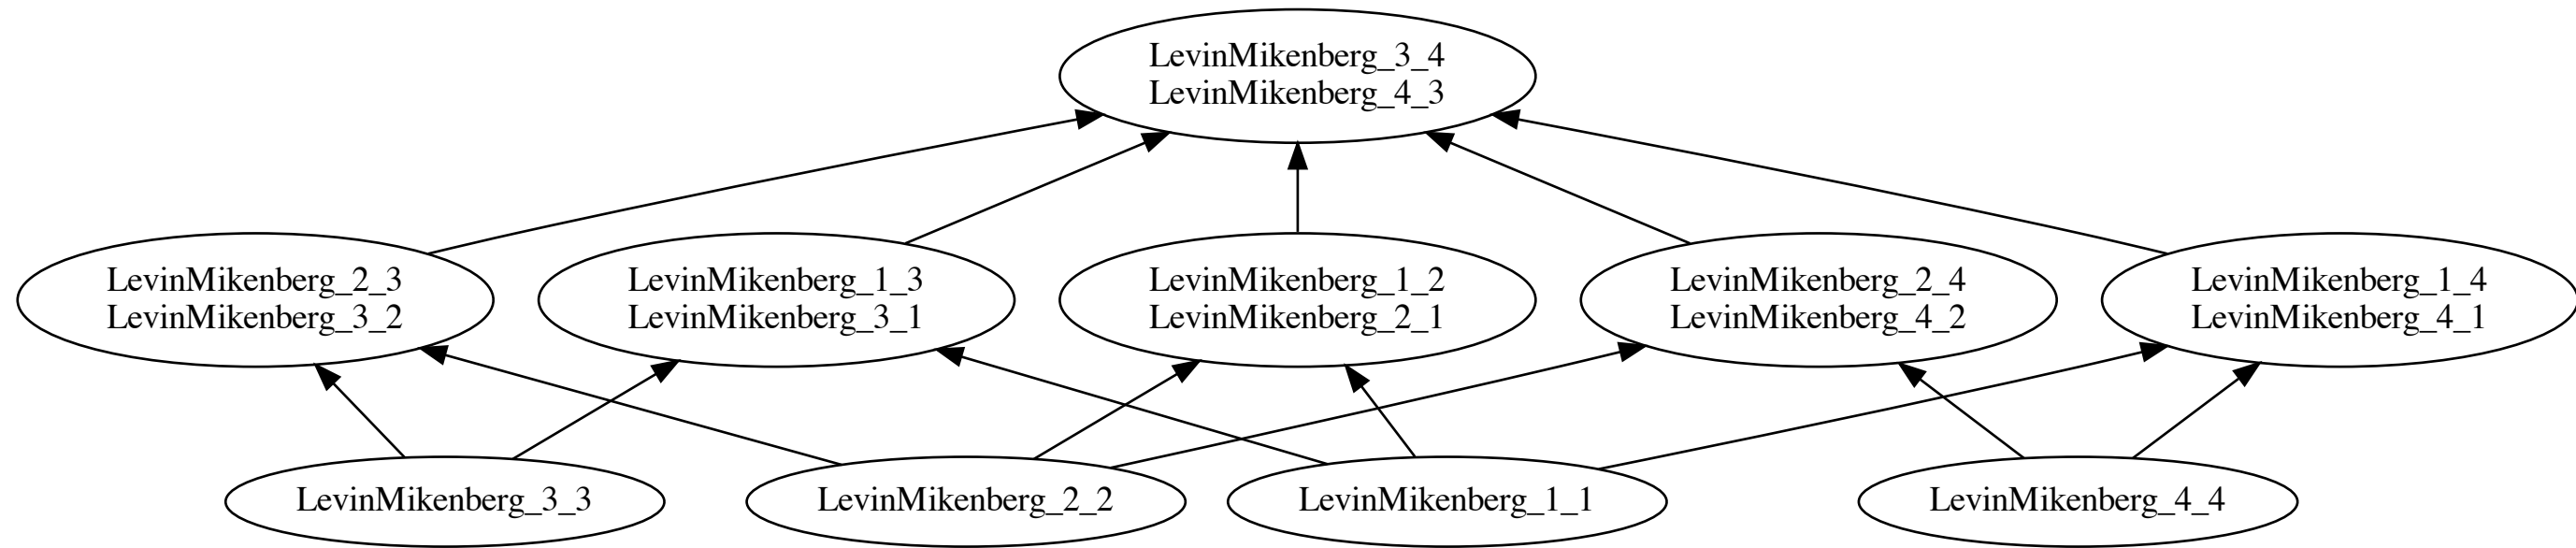 LevinMikenberg_3_4
LevinMikenberg_4_3
LevinMikenberg_2_3
LevinMikenberg_3_2
LevinMikenberg_1_3
LevinMikenberg_3_1
LevinMikenberg_1_2
LevinMikenberg_2_1
LevinMikenberg_2_4
LevinMikenberg_4_2
LevinMikenberg_1_4
LevinMikenberg_4_1
LevinMikenberg_3_3
LevinMikenberg_2_2
LevinMikenberg_1_1
LevinMikenberg_4_4